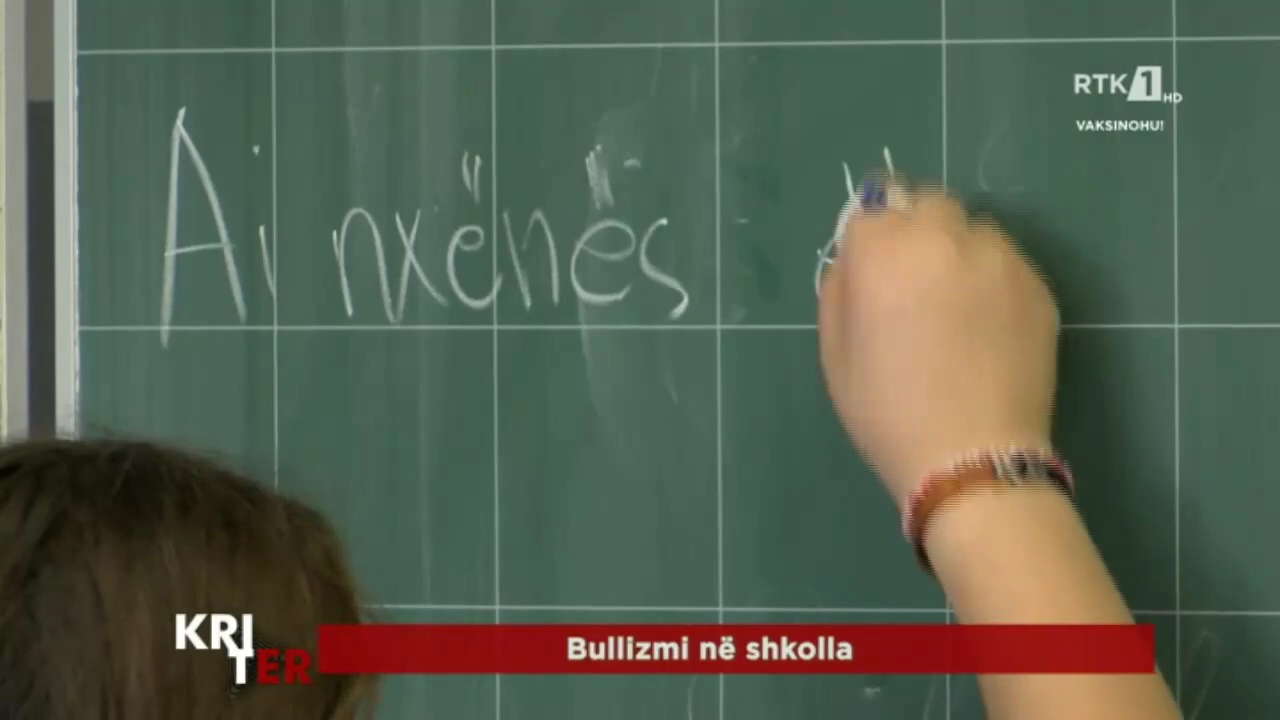 RTK 1 HD
VAKSINOHU!
Ai nxënës
KRITER
Bullizmi në shkolla